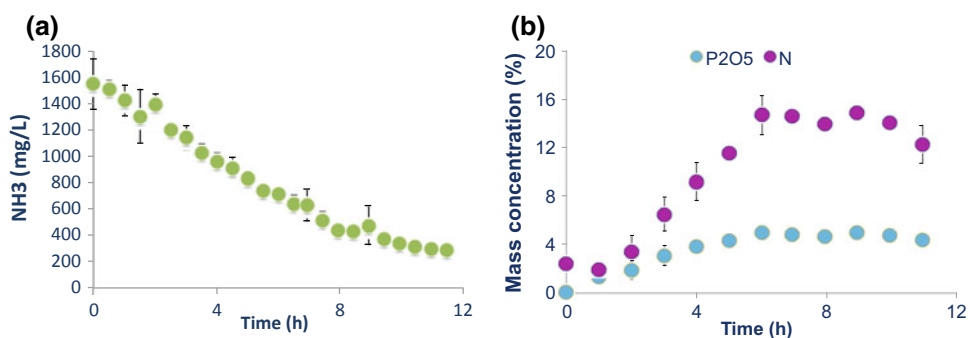 (a)
1800
1600
1400
1200
1000
800
600
400
200
0
NH3 (mg/L)
0 4 8 12
Time (h)
(b)
P2O5 N
20
16
12
8
4
0
Mass concentration (%)
0 4 8 12
Time (h)